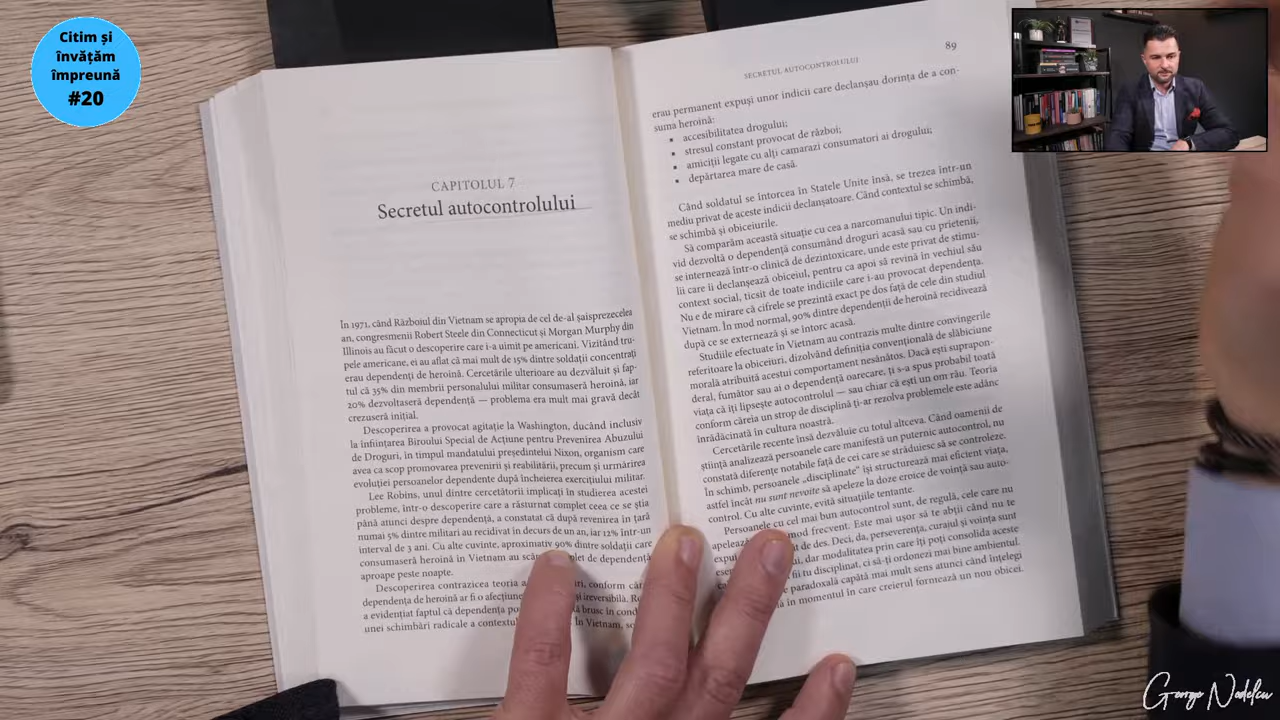 Citim și
învățăm
împreună
#20
CAPITOLUL 7
Secretul autocontrolului
În 1971, când Războiul din Vietnam se apropia de cel de-al șaisprezecelea
an, congresmenii Robert Steele din Connecticut și Morgan Murphy din
Illinois au făcut o descoperire care i-a uimit pe americani. Vizitând tru-
pele americane, ei au aflat că mai mult de 15% dintre soldații concentrați
erau dependenți de heroină. Cercetările ulterioare au dezvăluit și fap-
tul că 35% din membrii personalului militar consumaseră heroină, iar
20% dezvoltaseră dependență — problema era mult mai gravă decât
crezuseră inițial.
Descoperirea a provocat agitație la Washington, ducând inclusiv
la înființarea Biroului Special de Acțiune pentru Prevenirea Abuzului
de Droguri, în timpul mandatului președintelui Nixon, organism care
avea ca scop promovarea prevenirii și reabilitării, precum și urmărirea
evoluției persoanelor dependente după încheierea exercițiului militar.
Lee Robins, unul dintre cercetătorii implicați în studierea acestei
probleme, într-o descoperire care a răsturnat complet ceea ce se știa
până atunci despre dependență, a constatat că după revenirea în țară
numai 5% dintre militari au recidivat în decurs de un an, iar 12% într-un
interval de 3 ani. Cu alte cuvinte, aproximativ 90% dintre soldații care
consumaseră heroină în Vietnam au de dependență
aproape peste noapte.
Descoperirea contrazicea teoria conform
dependența de heroină ar fi o afecțiune și ireversibilă.
a evidențiat faptul că dependența brusc în
unei schimbări radicale a În Vietnam,
89
SECRETUL AUTOCONTROLULUI
erau permanent expuși unor indicii care declanșau dorința de a con-
suma heroină:
▪ accesibilitatea drogului;
▪ stresul constant provocat de război;
▪ amiciții legate cu alți camarazi consumatori ai drogului;
▪ depărtarea mare de casă.
Când soldatul se întorcea în Statele Unite însă, se trezea într-un
mediu privat de aceste indicii declanșatoare. Când contextul se schimbă,
se schimbă și obiceiurile.
Să comparăm această situație cu cea a narcomanului tipic. Un indi-
vid dezvoltă o dependență consumând droguri acasă sau cu prietenii,
se internează într-o clinică de dezintoxicare, unde este privat de stimu-
lii care îi declanșează obiceiul, pentru ca apoi să revină în vechiul său
context social, ticsit de toate indiciile care i-au provocat dependența.
Nu e de mirare că cifrele se prezintă exact pe dos față de cele din studiul
Vietnam. În mod normal, 90% dintre dependenții de heroină recidivează
după ce se externează și se întorc acasă.
Studiile efectuate în Vietnam au contrazis multe dintre convingerile
referitoare la obiceiuri, dizolvând definiția convențională de slăbiciune
morală atribuită acestui comportament nesănătos. Dacă ești suprapon-
deral, fumător sau ai o dependență oarecare, ți s-a spus probabil toată
viața că îți lipsește autocontrolul — sau chiar că ești un om rău. Teoria
conform căreia un strop de disciplină ți-ar rezolva problemele este adânc
înrădăcinată în cultura noastră.
Cercetările recente însă dezvăluie cu totul altceva. Când oamenii de
știință analizează persoanele care manifestă un puternic autocontrol, nu
constată diferențe notabile față de cei care se străduiesc să se controleze.
În schimb, persoanele „disciplinate” își structurează mai eficient viața,
astfel încât nu sunt nevoite să apeleze la doze eroice de voință sau auto-
control. Cu alte cuvinte, evită situațiile tentante.
Persoanele cu cel mai bun autocontrol sunt, de regulă, cele care nu
apelează mod frecvent. Este mai ușor să te abții când nu te
expui de des. Deci, da, perseverența, curajul și voința sunt
dar modalitatea prin care îți poți consolida aceste
fii tu disciplinat, ci să-ți ordonezi mai bine ambientul.
paradoxală capătă mai mult sens atunci când înțelegi
în momentul în care creierul formează un nou obicei.
George Nedelcu